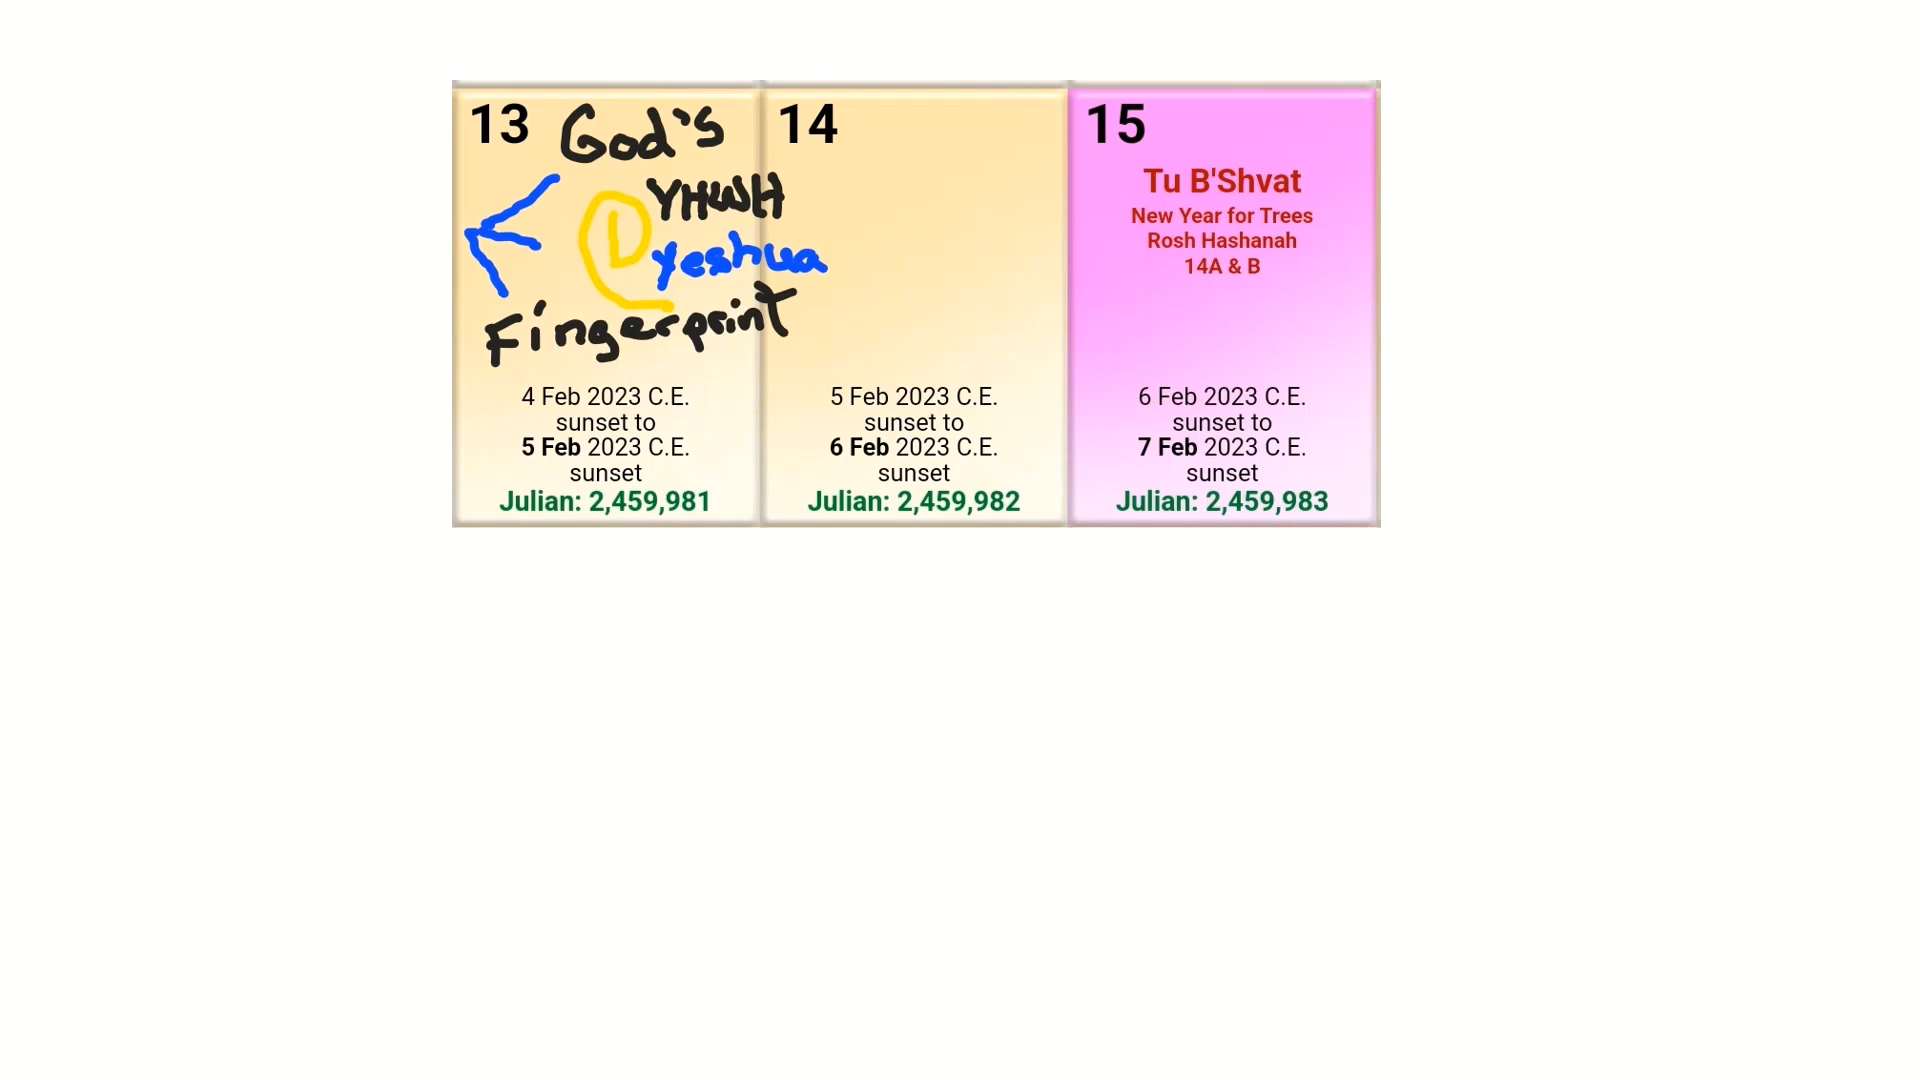 13 God's
YHWH
Yeshua
Fingerprint
4 Feb 2023 C.E.
sunset to
5 Feb 2023 C.E.
sunset
Julian: 2,459,981
14
5 Feb 2023 C.E.
sunset to
6 Feb 2023 C.E.
sunset
Julian: 2,459,982
15
Tu B'Shvat
New Year for Trees
Rosh Hashanah
14A & B
6 Feb 2023 C.E.
sunset to
7 Feb 2023 C.E.
sunset
Julian: 2,459,983